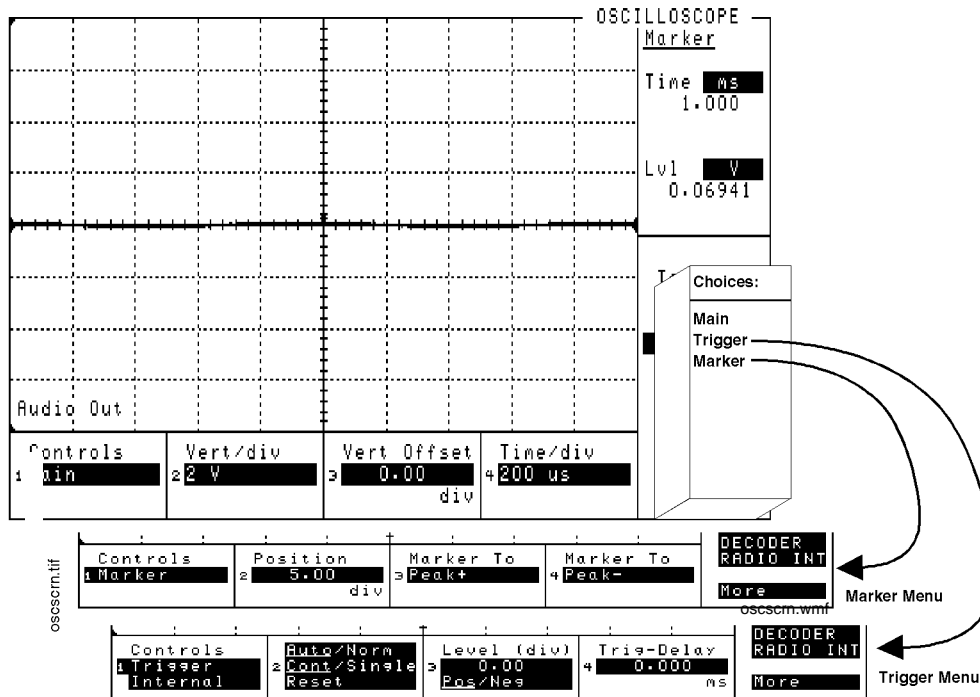 OSCILLOSCOPE
Marker
Time ms
1.000
Lvl V
0.06941
Choices:
Main
Trigger
Marker
Audio Out
Controls Vert/div Vert Offset Time/div
1 2 2 V 3 0.00 4 200 us
div
Controls Position Marker To Marker To
1 Marker 2 5.00 3 Peak+ 4 Peak-
div
DECODER
RADIO INT
More
Marker Menu
oscscrn.tif
oscscrn.wmf
Controls Auto/Norm Level (div) Trig-Delay
1 Trigger 2 Cont/Single 3 0.00 4 0.000
Internal Reset Pos/Neg ms
DECODER
RADIO INT
More
Trigger Menu